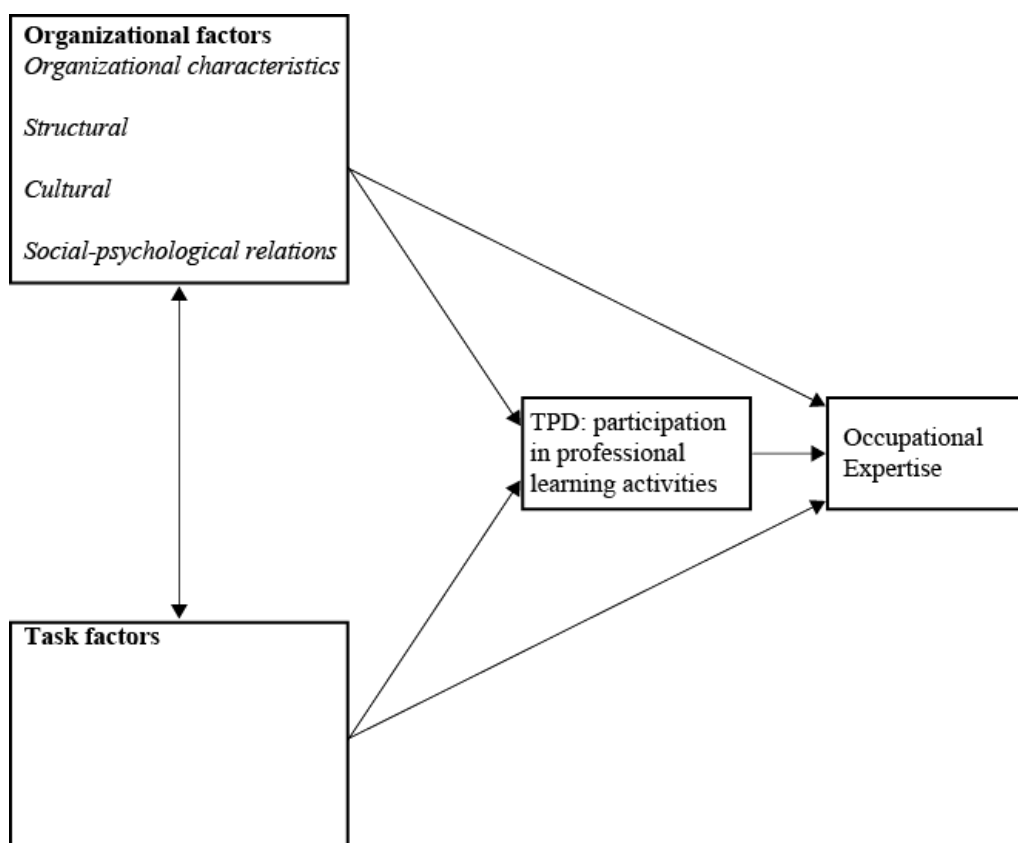 Organizational factors
Organizational characteristics
Structural
Cultural
Social-psychological relations
TPD: participation
in professional
learning activities
Occupational
Expertise
Task factors